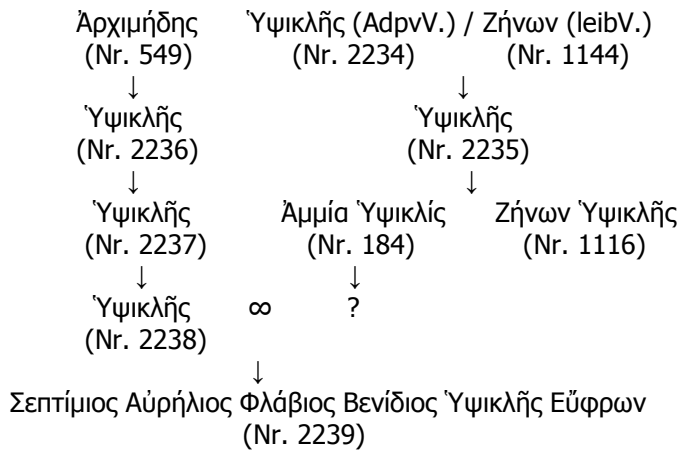 Ἀρχιμήδης Ὑψικλῆς (AdpvV.) / Ζήνων (leibV.)
(Nr. 549) (Nr. 2234) (Nr. 1144)
↓ ↓
Ὑψικλῆς Ὑψικλῆς
(Nr. 2236) (Nr. 2235)
↓ ↓
Ὑψικλῆς Ἀμμία Ὑψικλίς Ζήνων Ὑψικλῆς
(Nr. 2237) (Nr. 184) (Nr. 1116)
↓ ↓
Ὑψικλῆς ∞ ?
(Nr. 2238)
↓
Σεπτίμιος Αὐρήλιος Φλάβιος Βενίδιος Ὑψικλῆς Εὔφρων
(Nr. 2239)